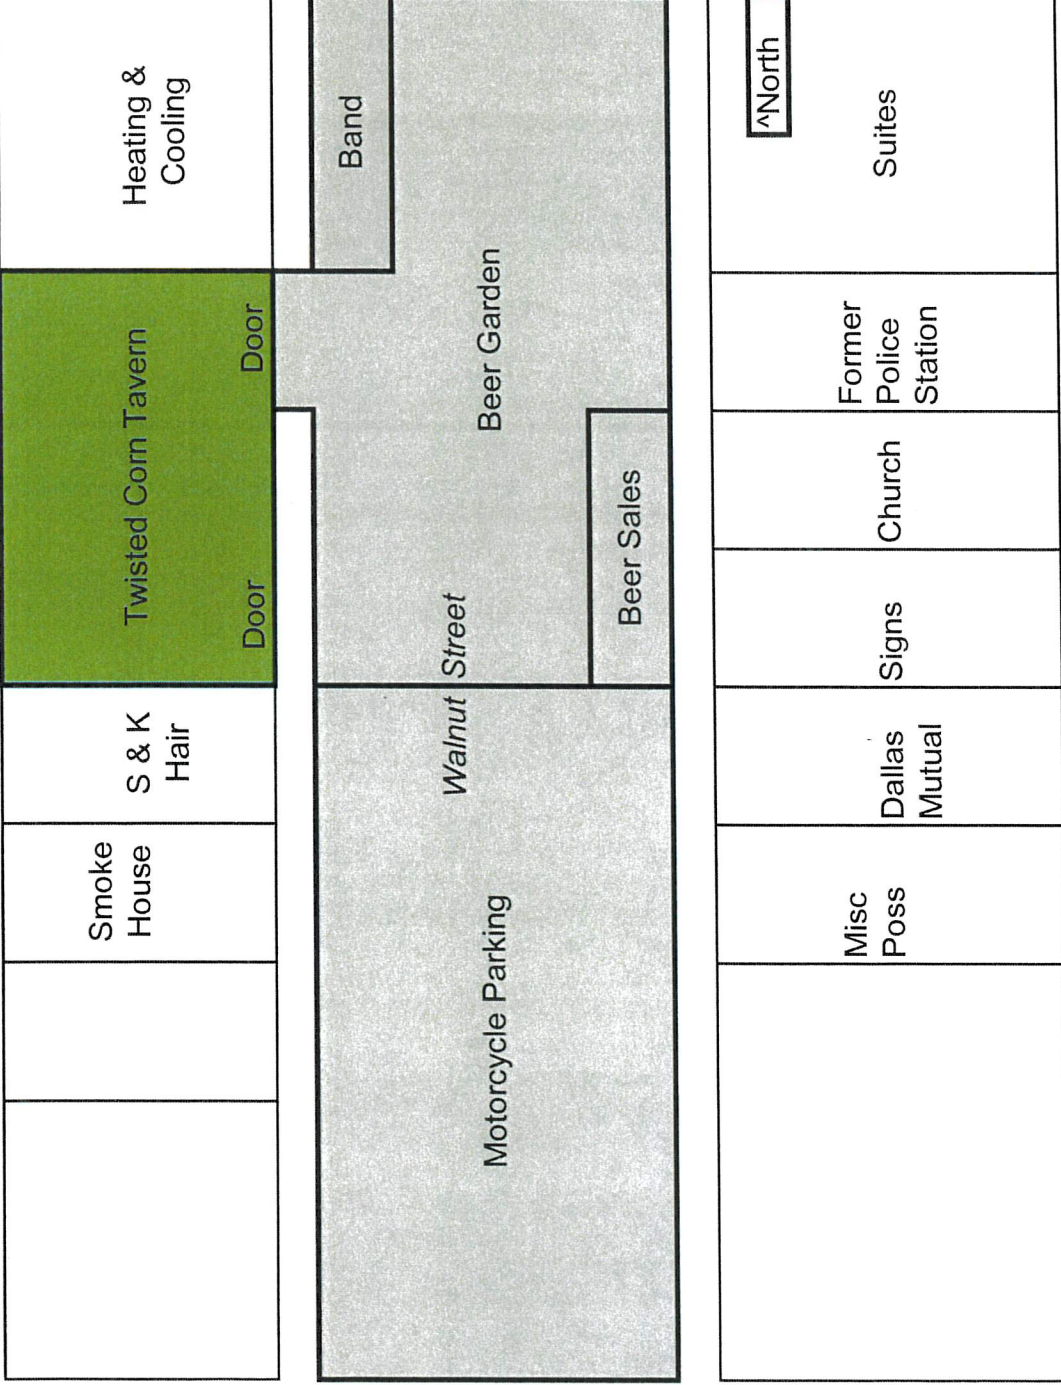 Smoke
House
S & K
Hair
Twisted Corn Tavern
Door
Door
Heating &
Cooling
Band
Walnut Street
Motorcycle Parking
Beer Garden
Beer Sales
^North
Misc
Poss
Dallas
Mutual
Signs
Church
Former
Police
Station
Suites